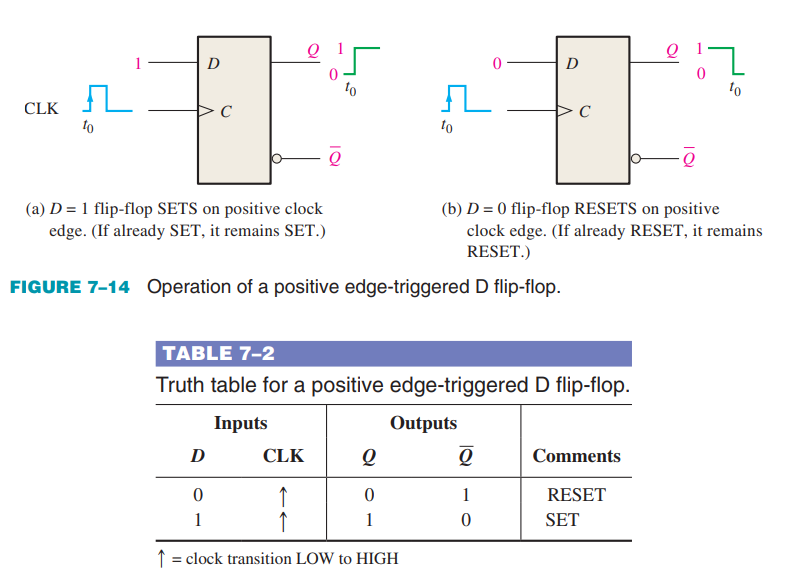 Q 1
1 D
0
t0
CLK
C
t0
Q̅
(a) D = 1 flip-flop SETS on positive clock
edge. (If already SET, it remains SET.)
Q 1
0 D
0
t0
C
t0
Q̅
(b) D = 0 flip-flop RESETS on positive
clock edge. (If already RESET, it remains
RESET.)
FIGURE 7–14 Operation of a positive edge-triggered D flip-flop.
TABLE 7–2
Truth table for a positive edge-triggered D flip-flop.
Inputs Outputs
D CLK Q Q̅ Comments
0 ↑ 0 1 RESET
1 ↑ 1 0 SET
↑ = clock transition LOW to HIGH